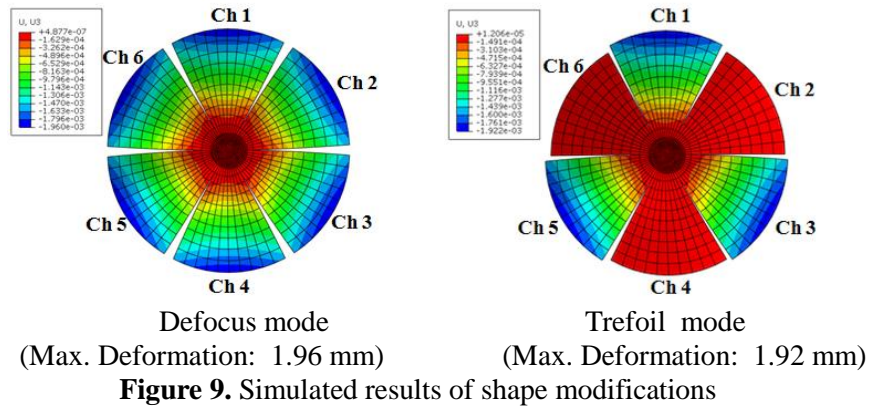 U, U3
+4.877e-07
-1.629e-04
-3.262e-04
-4.896e-04
-6.529e-04
-8.163e-04
-9.796e-04
-1.143e-03
-1.306e-03
-1.470e-03
-1.633e-03
-1.796e-03
-1.960e-03
Ch 1
Ch 2
Ch 3
Ch 4
Ch 5
Ch 6
U, U3
+1.206e-05
-1.491e-04
-3.103e-04
-4.715e-04
-6.327e-04
-7.939e-04
-9.551e-04
-1.116e-03
-1.277e-03
-1.439e-03
-1.600e-03
-1.761e-03
-1.922e-03
Ch 1
Ch 2
Ch 3
Ch 4
Ch 5
Ch 6
Defocus mode
(Max. Deformation: 1.96 mm)
Trefoil mode
(Max. Deformation: 1.92 mm)
Figure 9. Simulated results of shape modifications